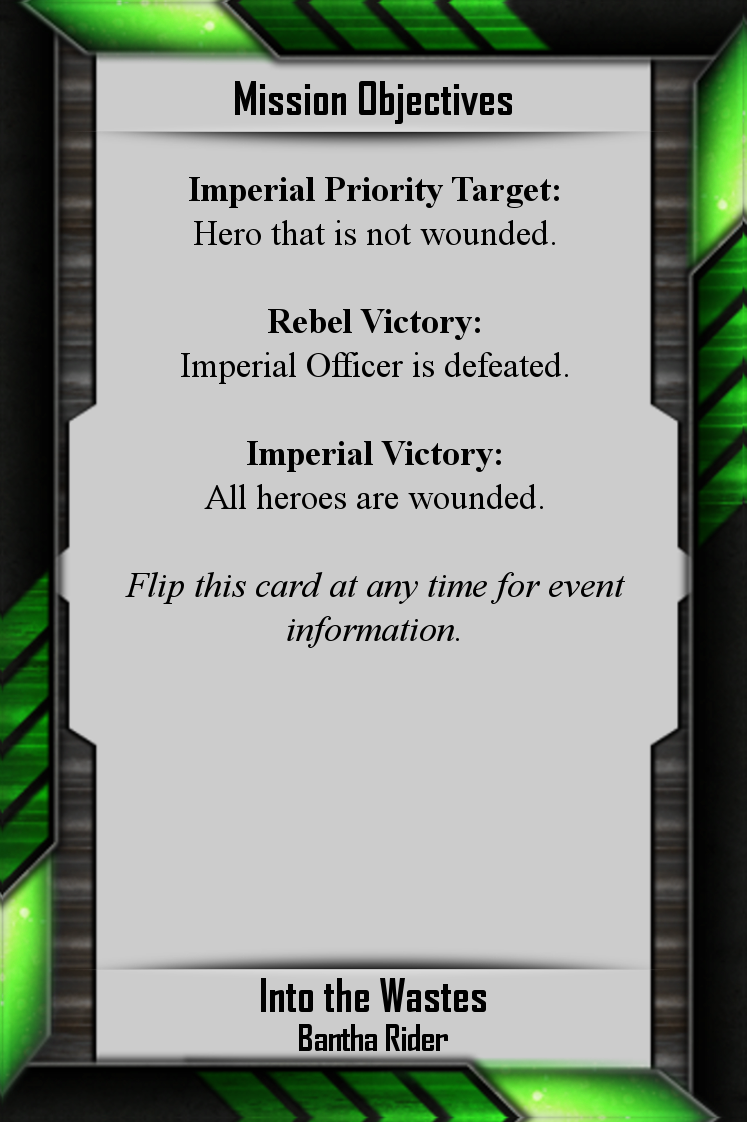 Mission Objectives
Imperial Priority Target:
Hero that is not wounded.
Rebel Victory:
Imperial Officer is defeated.
Imperial Victory:
All heroes are wounded.
Flip this card at any time for event
information.
Into the Wastes
Bantha Rider